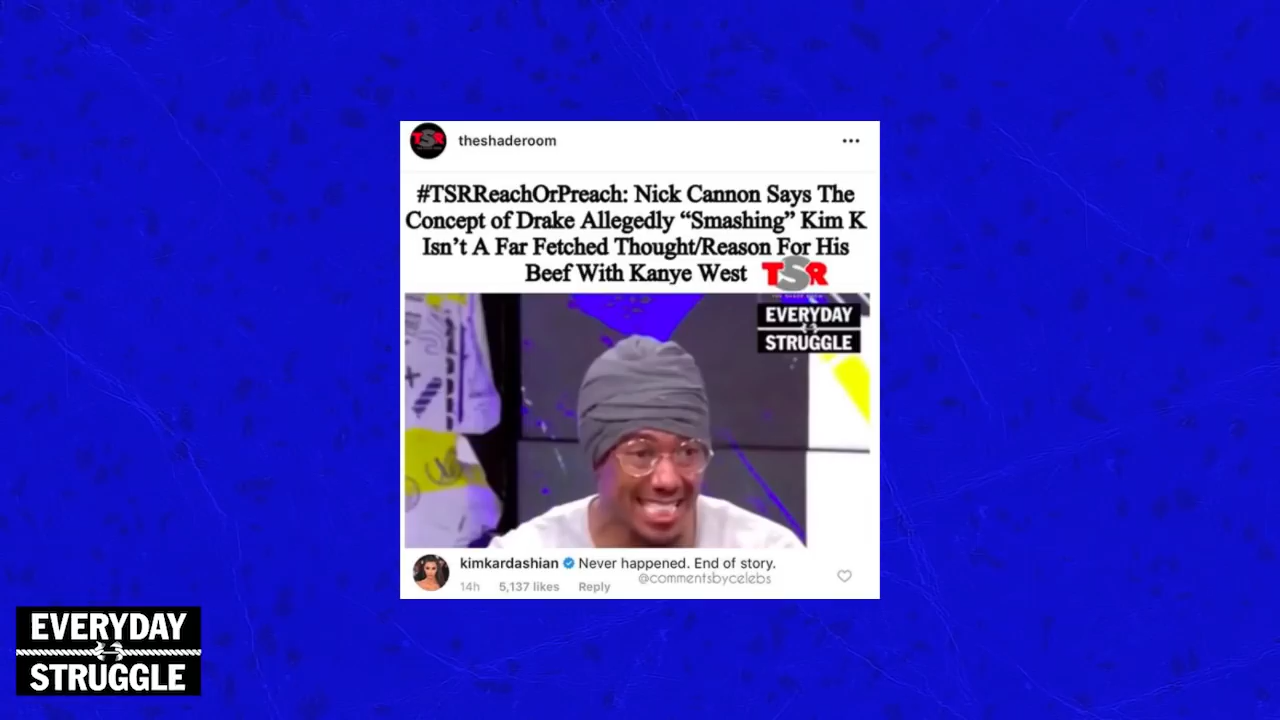 TSR
theshaderoom
...
#TSRReachOrPreach: Nick Cannon Says The
Concept of Drake Allegedly “Smashing” Kim K
Isn’t A Far Fetched Thought/Reason For His
Beef With Kanye West TSR
EVERYDAY
STRUGGLE
kimkardashian Never happened. End of story.
@commentsbycelebs
14h 5,137 likes Reply
EVERYDAY
STRUGGLE